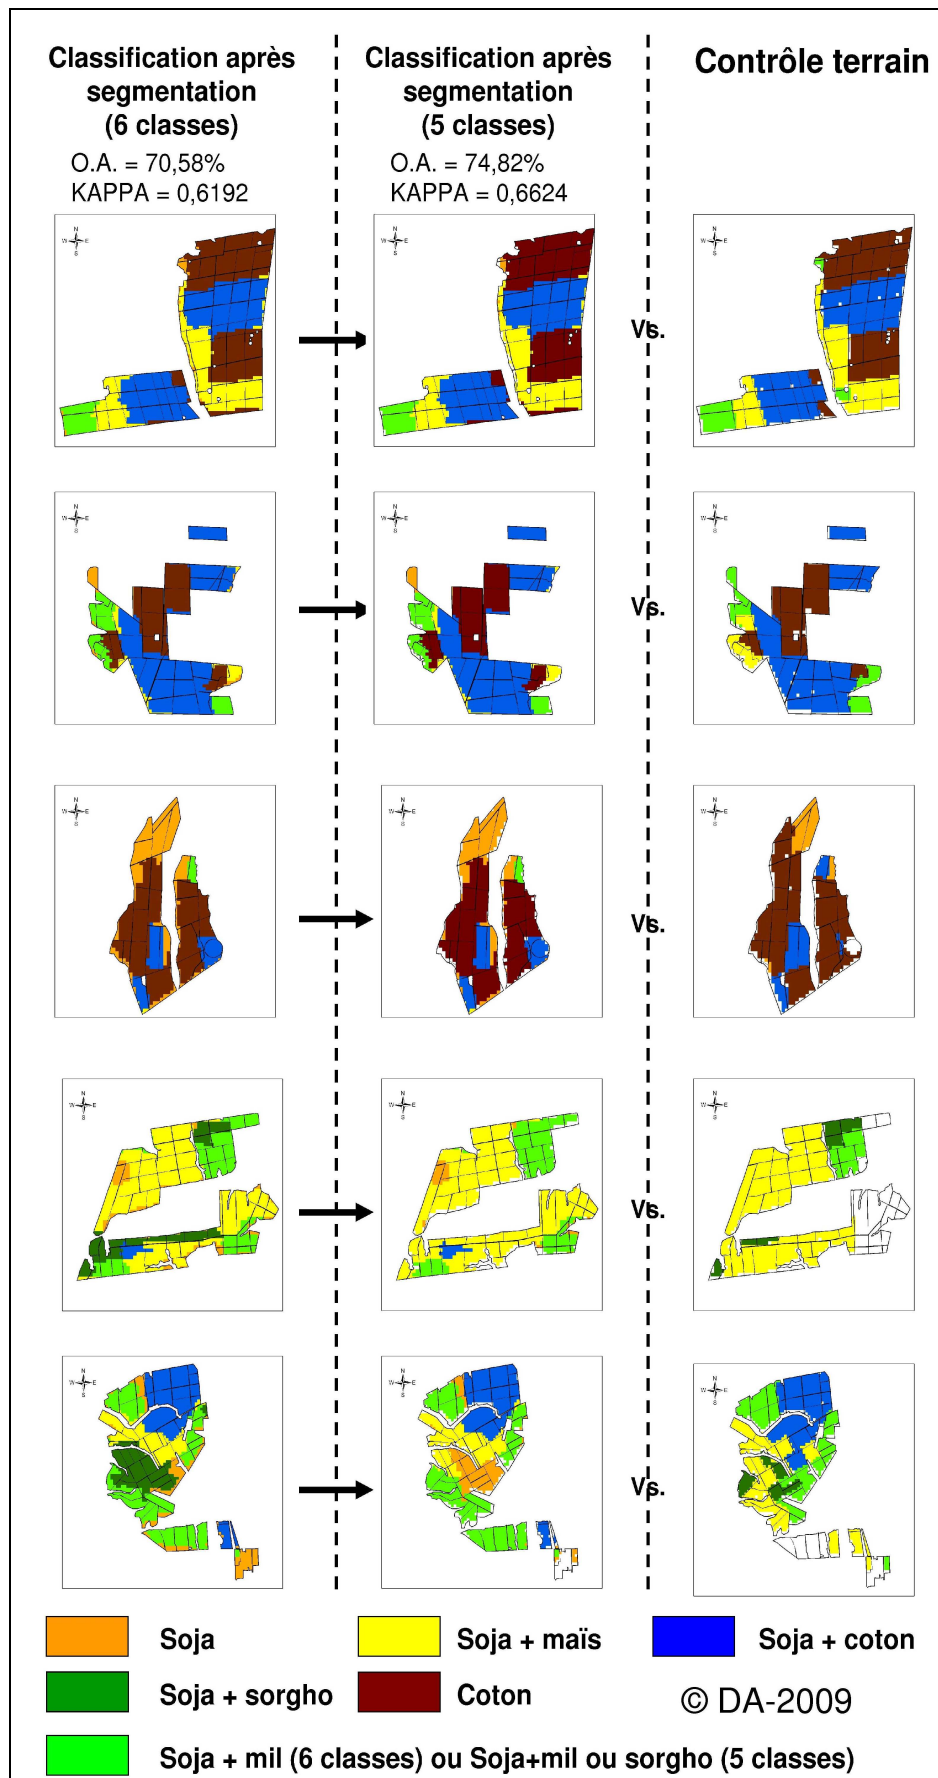 Classification après
segmentation
(6 classes)
O.A. = 70,58%
KAPPA = 0,6192
Classification après
segmentation
(5 classes)
O.A. = 74,82%
KAPPA = 0,6624
Contrôle terrain
N
W E
S
N
W E
S
Vs.
N
W E
S
N
W E
S
N
W E
S
Vs.
N
W E
S
N
W E
S
N
W E
S
Vs.
N
W E
S
N
W E
S
N
W E
S
Vs.
N
W E
S
N
W E
S
N
W E
S
Vs.
N
W E
S
Soja
Soja + maïs
Soja + coton
Soja + sorgho
Coton
© DA-2009
Soja + mil (6 classes) ou Soja+mil ou sorgho (5 classes)